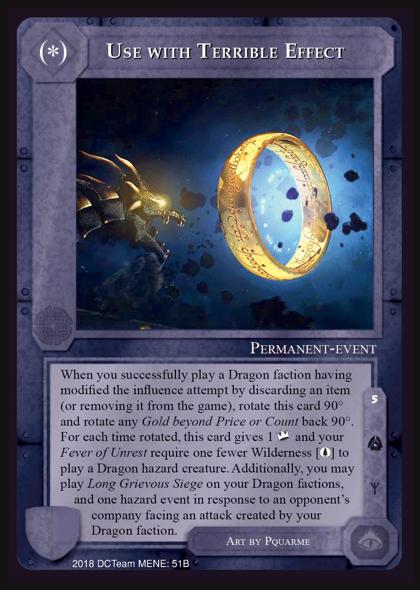 (*)
USE WITH TERRIBLE EFFECT
PERMANENT-EVENT
When you successfully play a Dragon faction having
modified the influence attempt by discarding an item
(or removing it from the game), rotate this card 90°
and rotate any Gold beyond Price or Count back 90°.
For each time rotated, this card gives 1 and your
Fever of Unrest require one fewer Wilderness [ ] to
play a Dragon hazard creature. Additionally, you may
play Long Grievous Siege on your Dragon factions,
and one hazard event in response to an opponent's
company facing an attack created by your
Dragon faction.
5
ART BY PQUARME
2018 DCTeam MENE: 51B